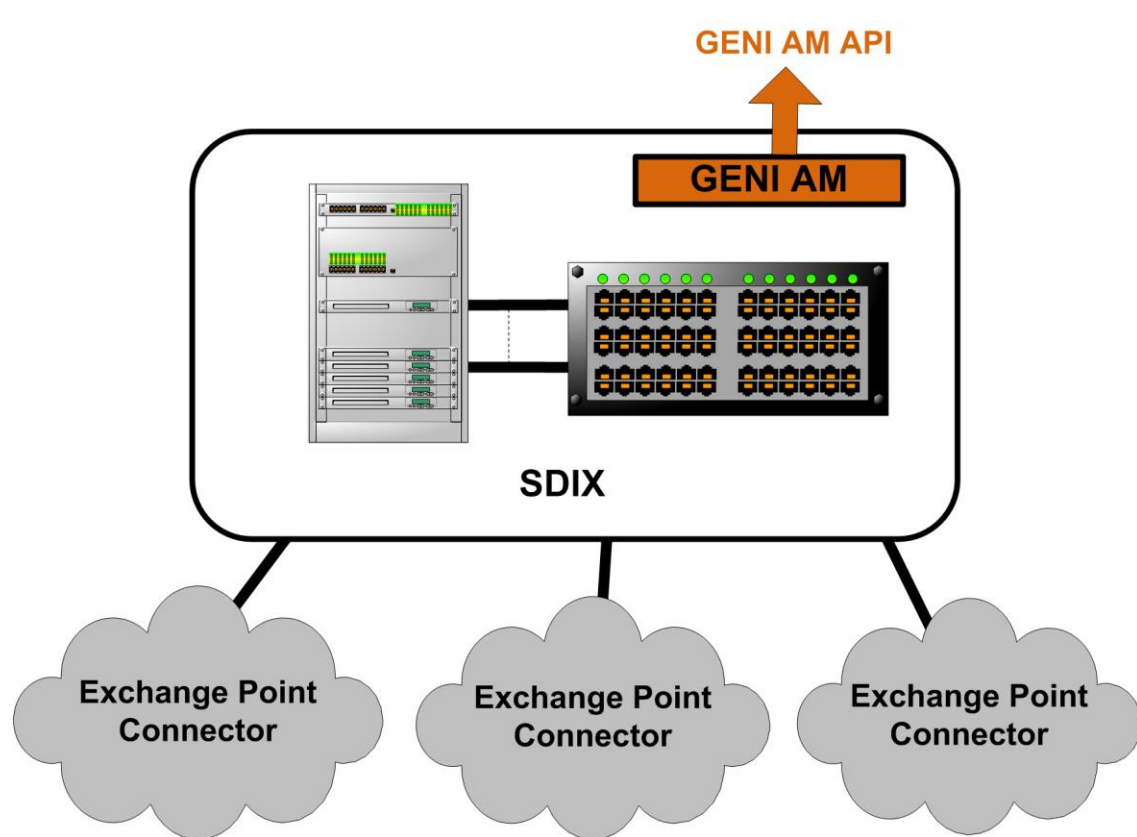 GENI AM API
GENI AM
SDIX
Exchange Point
Connector
Exchange Point
Connector
Exchange Point
Connector